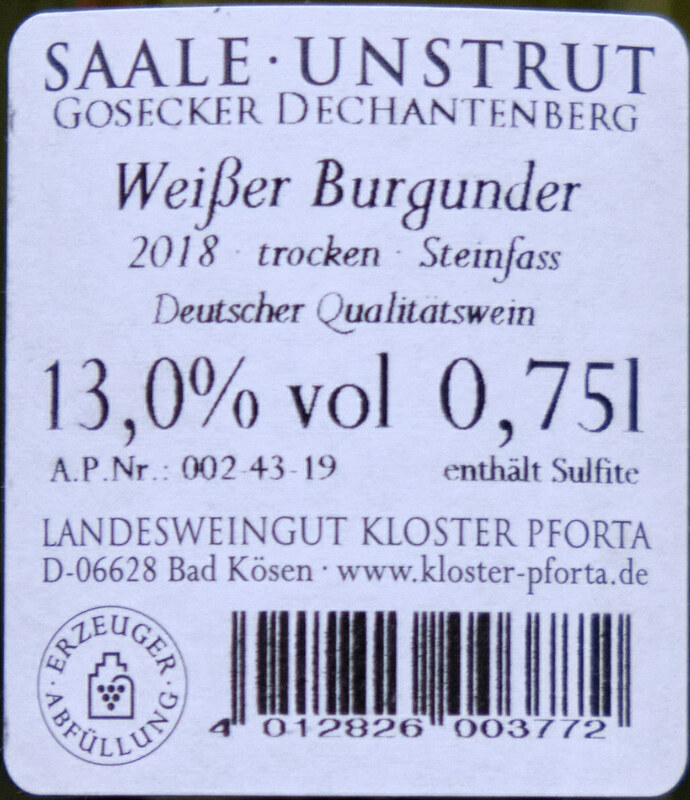 SAALE · UNSTRUT
GOSECKER DECHANTENBERG
Weißer Burgunder
2018 · trocken · Steinfass
Deutscher Qualitätswein
13,0% vol 0,75l
A.P.Nr.: 002-43-19 enthält Sulfite
LANDESWEINGUT KLOSTER PFORTA
D-06628 Bad Kösen · www.kloster-pforta.de
· ERZEUGER ·
ABFÜLLUNG
4 012826 003772